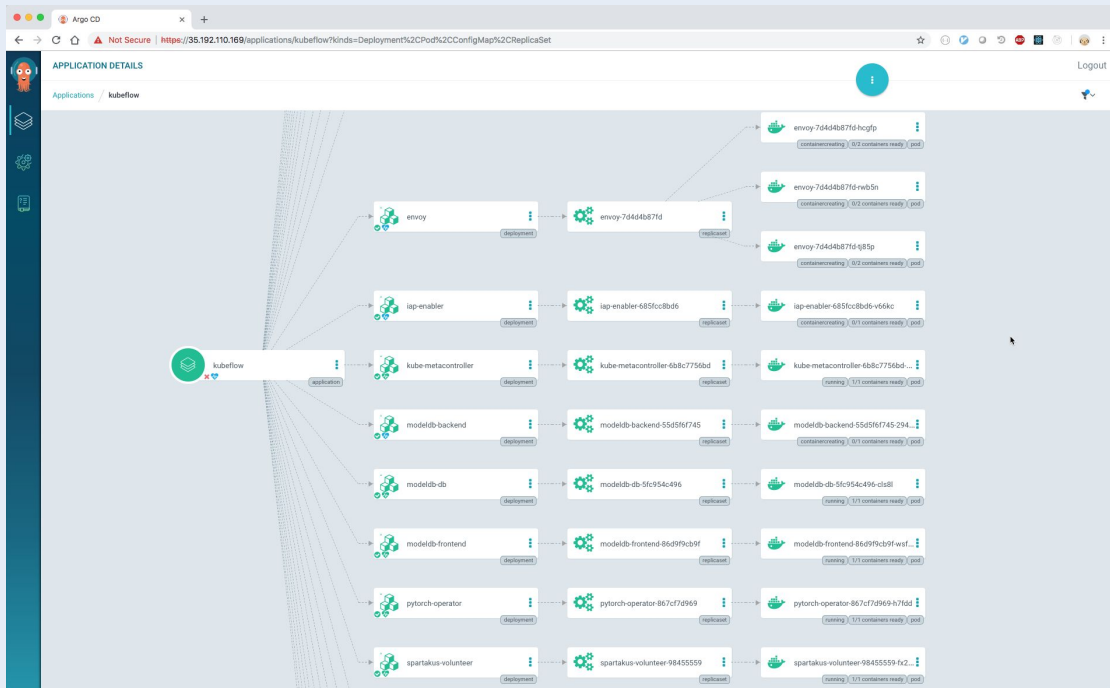 Argo CD
Not Secure | https://35.192.110.169/applications/kubeflow?kinds=Deployment%2CPod%2CConfigMap%2CReplicaSet
ABP
APPLICATION DETAILS
Logout
Applications / kubeflow
envoy-7d4d4b87fd-hcgfp
containercreating 0/2 containers ready pod
envoy-7d4d4b87fd-rwb5n
containercreating 0/2 containers ready pod
envoy
deployment
envoy-7d4d4b87fd
replicaset
envoy-7d4d4b87fd-tj85p
containercreating 0/2 containers ready pod
iap-enabler
deployment
iap-enabler-685fcc8bd6
replicaset
iap-enabler-685fcc8bd6-v66kc
containercreating 0/1 containers ready pod
kubeflow
application
kube-metacontroller
deployment
kube-metacontroller-6b8c7756bd
replicaset
kube-metacontroller-6b8c7756bd-...
running 1/1 containers ready pod
modeldb-backend
deployment
modeldb-backend-55d5f6f745
replicaset
modeldb-backend-55d5f6f745-294...
containercreating 0/1 containers ready pod
modeldb-db
deployment
modeldb-db-5fc954c496
replicaset
modeldb-db-5fc954c496-cls8l
running 1/1 containers ready pod
modeldb-frontend
deployment
modeldb-frontend-86d9f9cb9f
replicaset
modeldb-frontend-86d9f9cb9f-wsf...
running 1/1 containers ready pod
pytorch-operator
deployment
pytorch-operator-867cf7d969
replicaset
pytorch-operator-867cf7d969-h7fdd
running 1/1 containers ready pod
spartakus-volunteer
deployment
spartakus-volunteer-98455559
replicaset
spartakus-volunteer-98455559-fx2...
running 1/1 containers ready pod